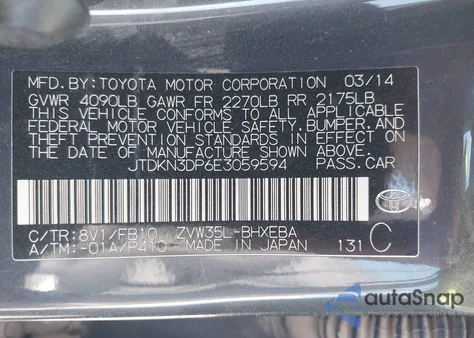 MFD. BY: TOYOTA MOTOR CORPORATION 03/14
GVWR 4090LB GAWR FR 2270LB RR 2175LB
THIS VEHICLE CONFORMS TO ALL APPLICABLE
FEDERAL MOTOR VEHICLE SAFETY, BUMPER, AND
THEFT PREVENTION STANDARDS IN EFFECT ON
THE DATE OF MANUFACTURE SHOWN ABOVE.
JTDKN3DP6E3059594 PASS. CAR
C/TR: 8V1/FB10 ZVW35L-BHXEBA
A/TM: -01A/P410 MADE IN JAPAN 131 C
autoSnap